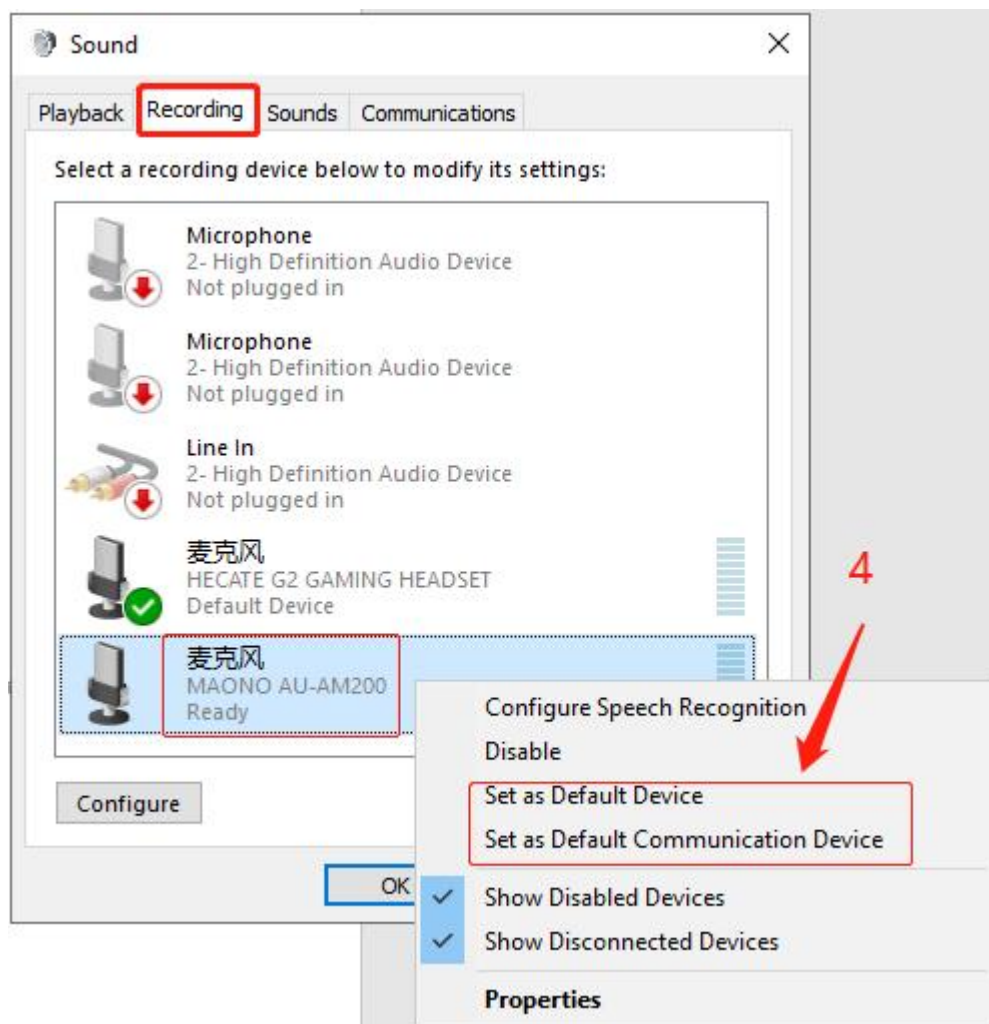 Sound
Playback Recording Sounds Communications
Select a recording device below to modify its settings:
Microphone
2- High Definition Audio Device
Not plugged in
Microphone
2- High Definition Audio Device
Not plugged in
Line In
2- High Definition Audio Device
Not plugged in
麦克风
HECATE G2 GAMING HEADSET
Default Device
4
麦克风
MAONO AU-AM200
Ready
Configure Speech Recognition
Disable
Set as Default Device
Set as Default Communication Device
Show Disabled Devices
Show Disconnected Devices
Properties
Configure
OK